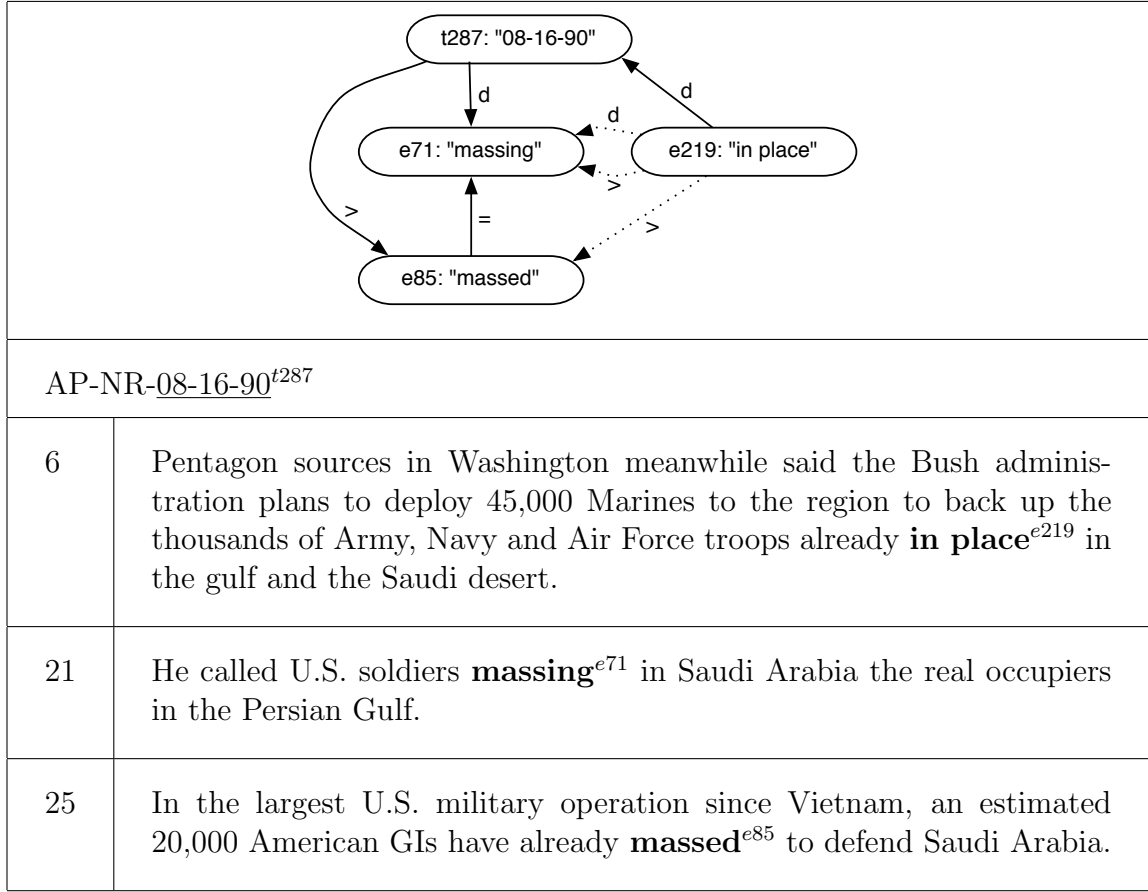 t287: "08-16-90"
d
d
d
e71: "massing"
e219: "in place"
>
>
=
>
e85: "massed"
AP-NR-08-16-90t287
6
Pentagon sources in Washington meanwhile said the Bush adminis-
tration plans to deploy 45,000 Marines to the region to back up the
thousands of Army, Navy and Air Force troops already in placee219 in
the gulf and the Saudi desert.
21
He called U.S. soldiers massinge71 in Saudi Arabia the real occupiers
in the Persian Gulf.
25
In the largest U.S. military operation since Vietnam, an estimated
20,000 American GIs have already massede85 to defend Saudi Arabia.